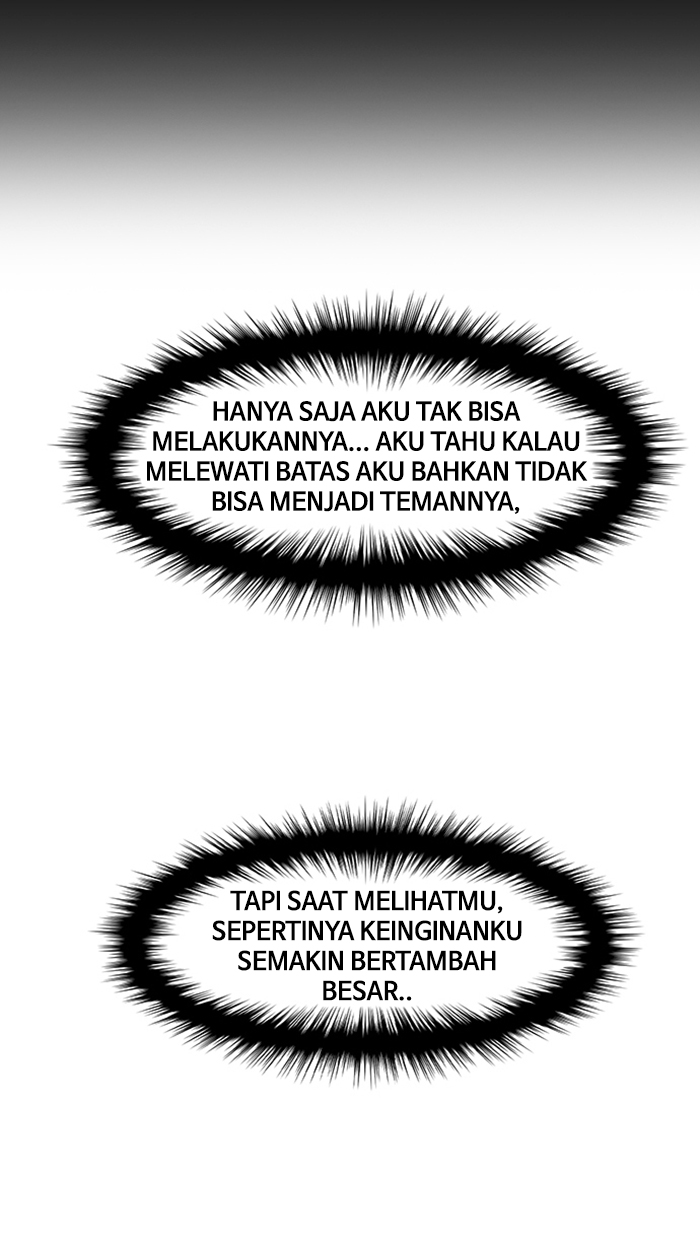 HANYA SAJA AKU TAK BISA
MELAKUKANNYA... AKU TAHU KALAU
MELEWATI BATAS AKU BAHKAN TIDAK
BISA MENJADI TEMANNYA,
TAPI SAAT MELIHATMU,
SEPERTINYA KEINGINANKU
SEMAKIN BERTAMBAH
BESAR..